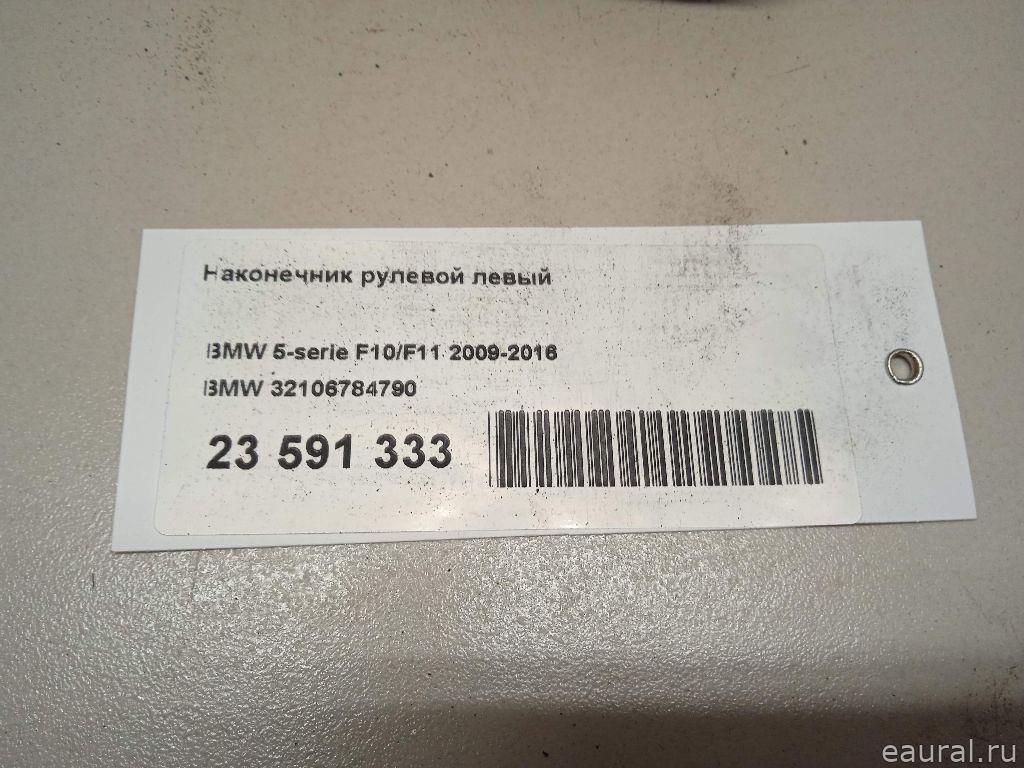 Наконечник рулевой левый
BMW 5-serie F10/F11 2009-2016
BMW 32106784790
23 591 333
eaural.ru